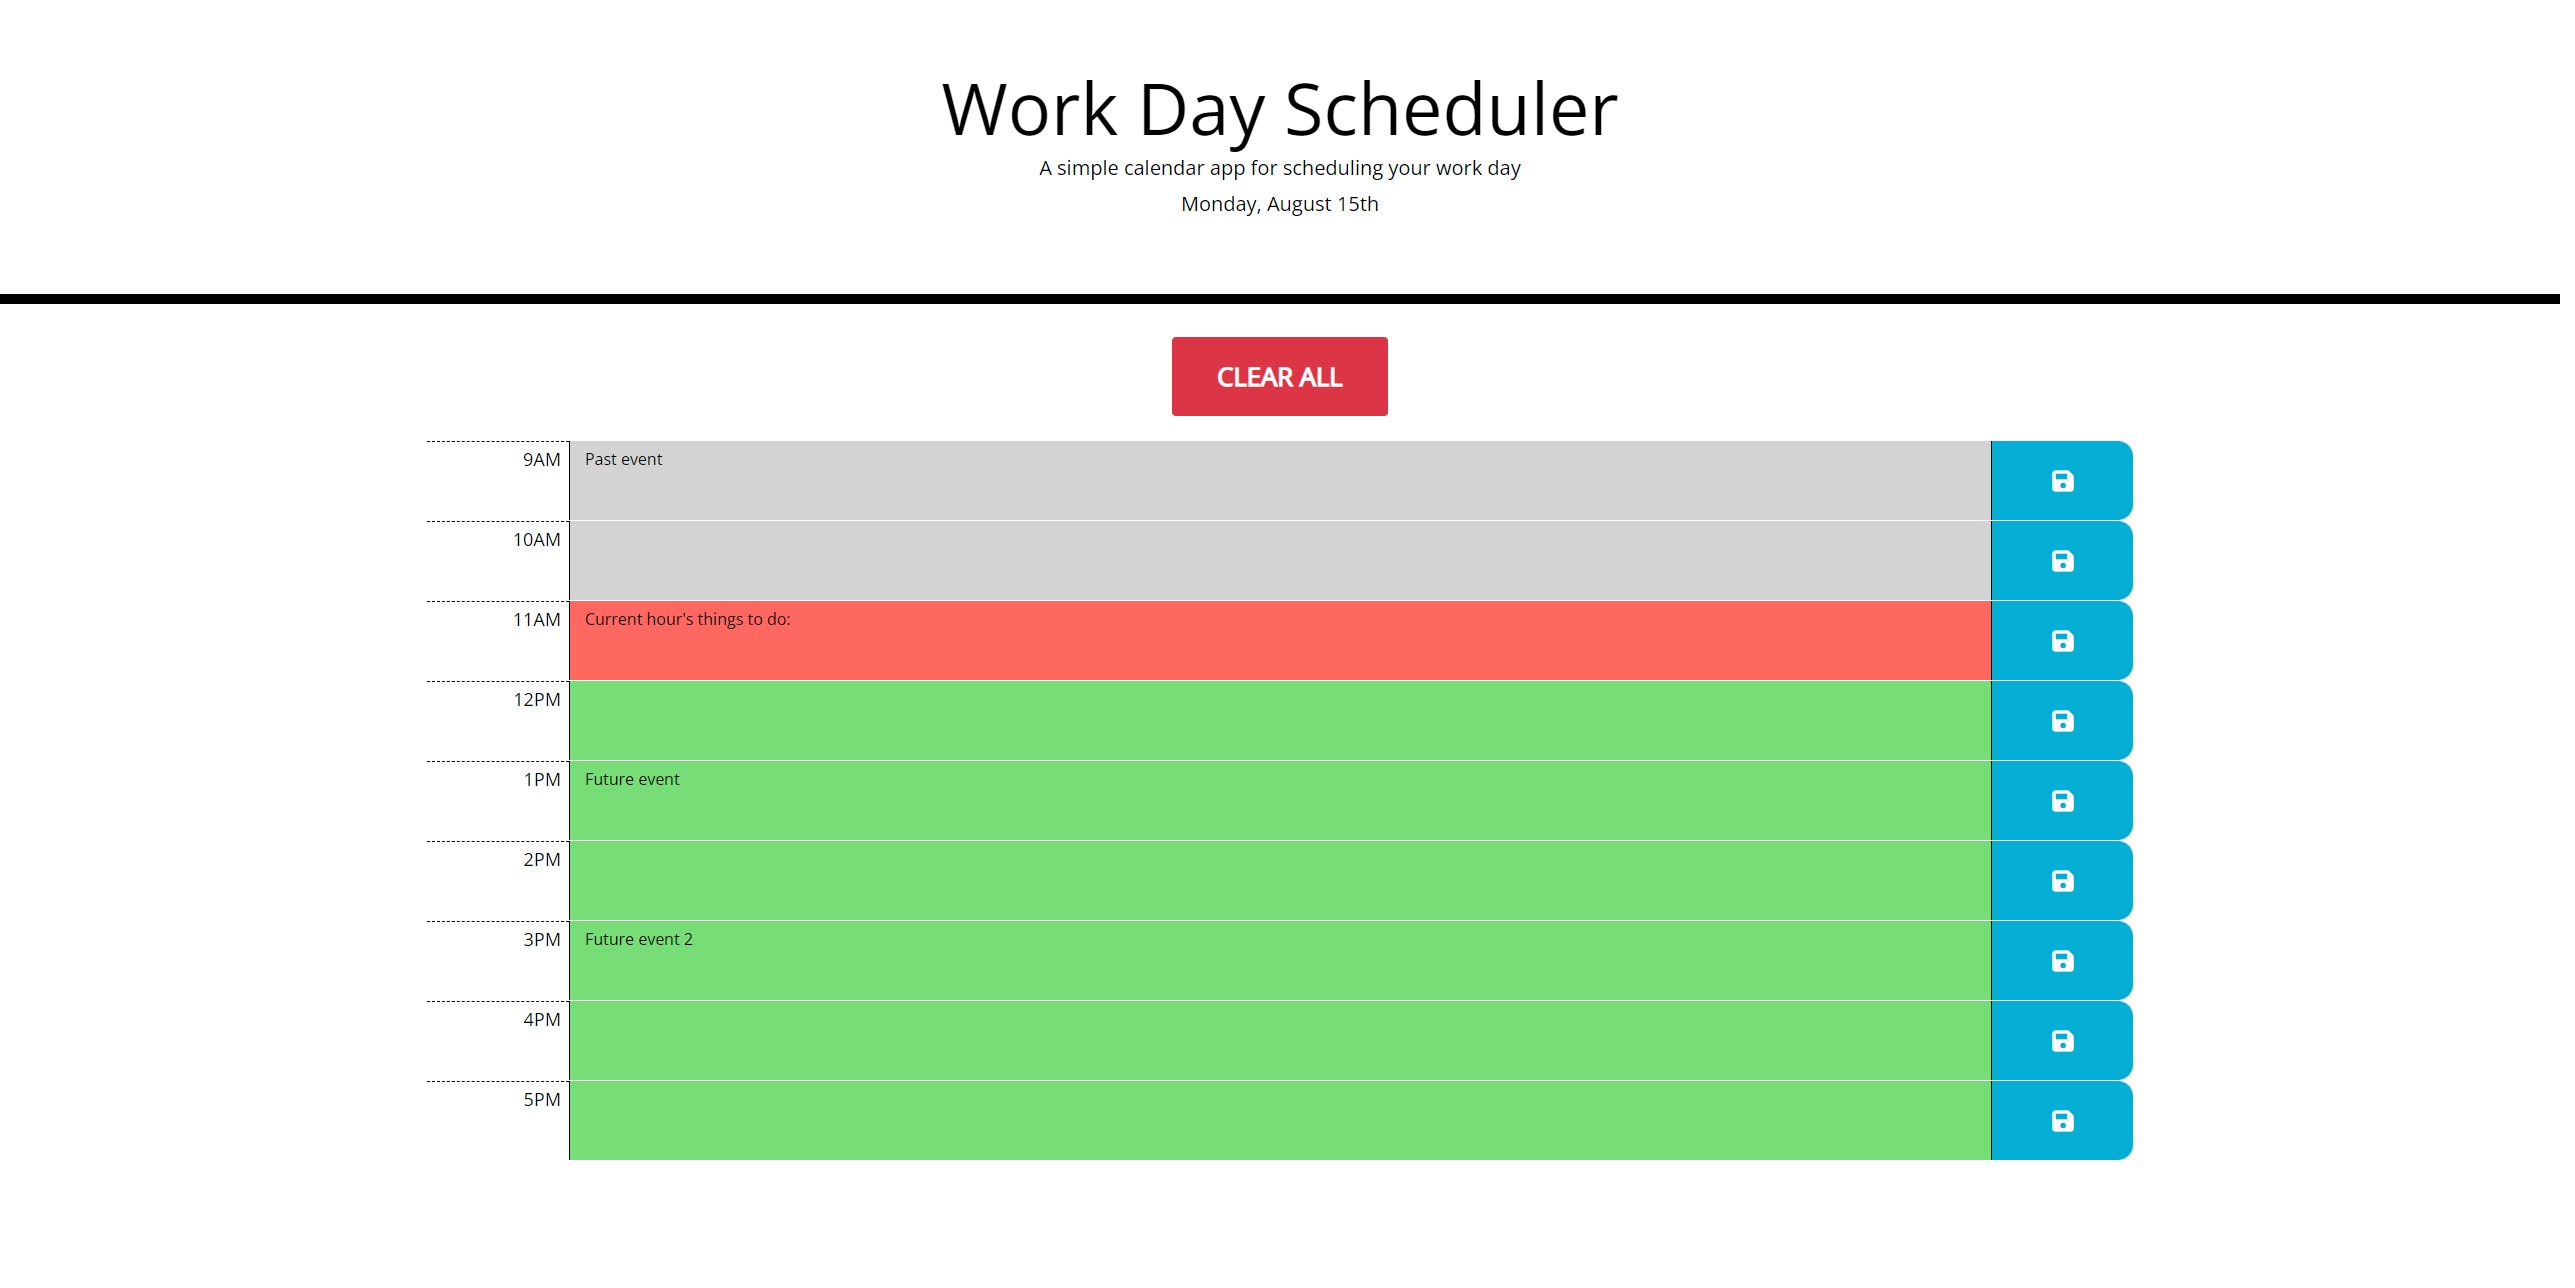 Work Day Scheduler
A simple calendar app for scheduling your work day
Monday, August 15th
CLEAR ALL
9AM Past event
10AM
11AM Current hour's things to do:
12PM
1PM Future event
2PM
3PM Future event 2
4PM
5PM